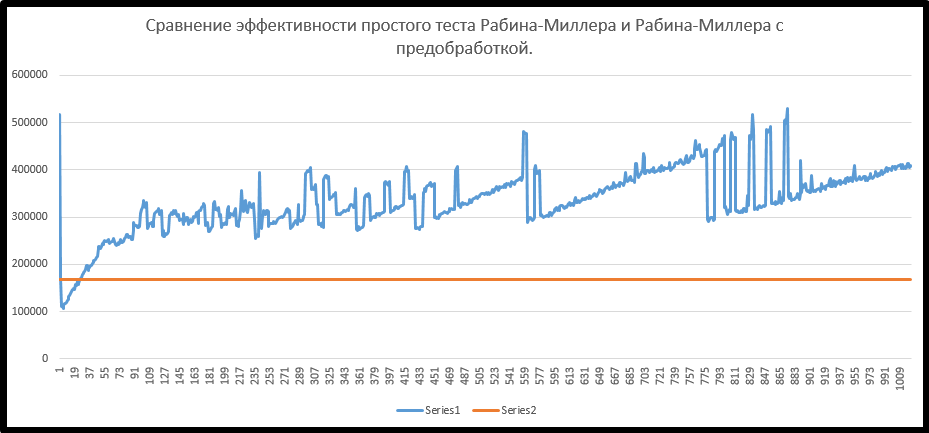 Сравнение эффективности простого теста Рабина-Миллера и Рабина-Миллера с
предобработкой.
600000
500000
400000
300000
200000
100000
0
1 19 37 55 73 91 109 127 145 163 181 199 217 235 253 271 289 307 325 343 361 379 397 415 433 451 469 487 505 523 541 559 577 595 613 631 649 667 685 703 721 739 757 775 793 811 829 847 865 883 901 919 937 955 973 991 1009
Series1 Series2